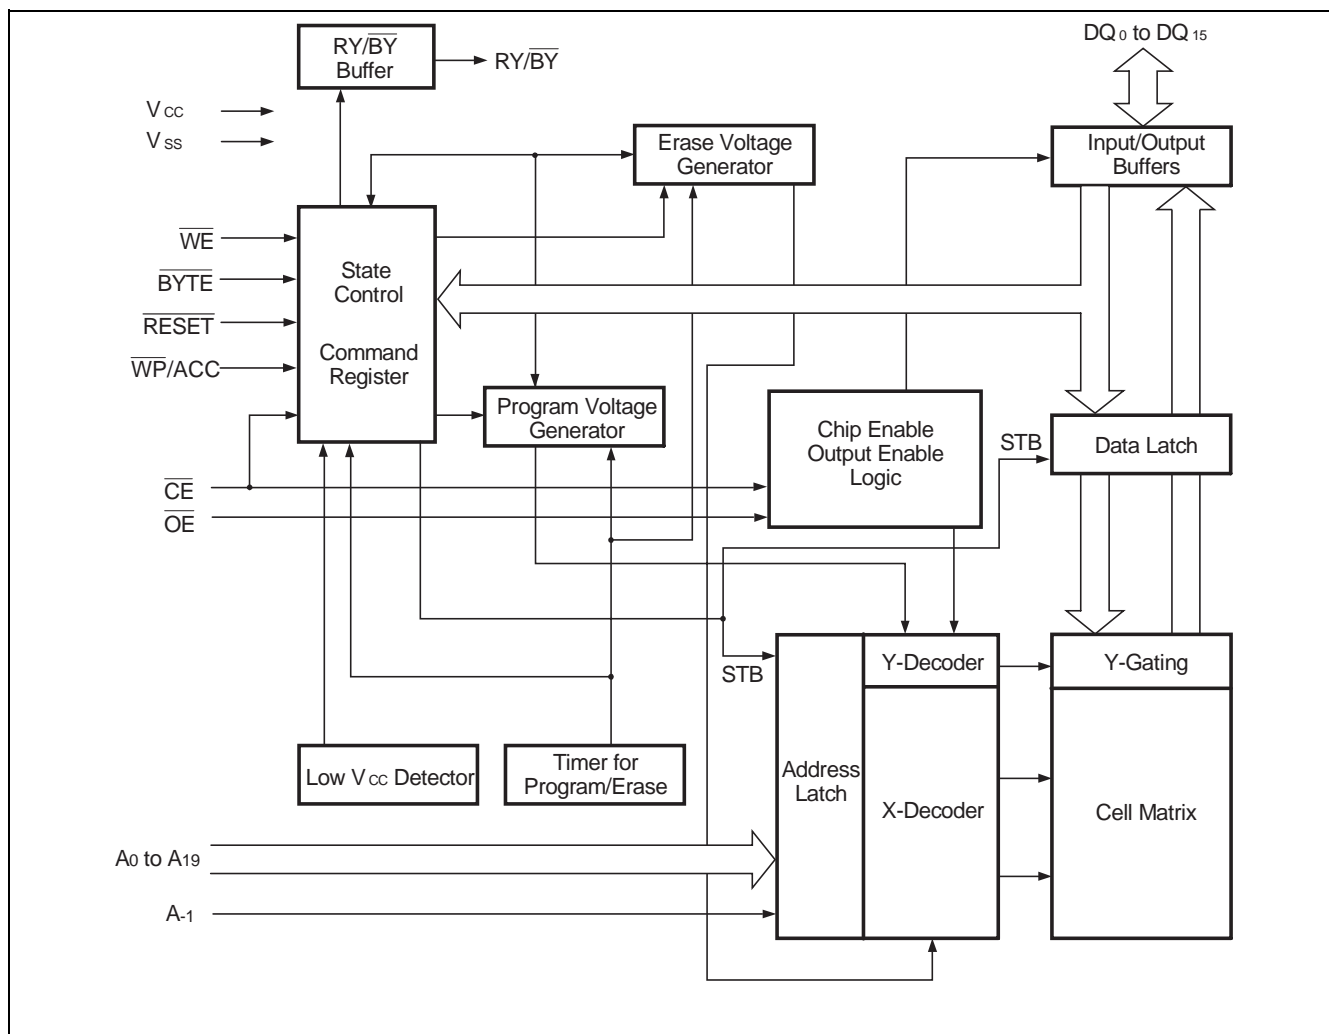 RY/BY
Buffer
RY/BY
DQ0 to DQ15
VCC
VSS
Erase Voltage
Generator
Input/Output
Buffers
WE
BYTE
RESET
WP/ACC
State
Control
Command
Register
Program Voltage
Generator
Chip Enable
Output Enable
Logic
STB
Data Latch
CE
OE
STB
Y-Decoder
Y-Gating
Low VCC Detector
Timer for
Program/Erase
Address
Latch
X-Decoder
Cell Matrix
A0 to A19
A-1